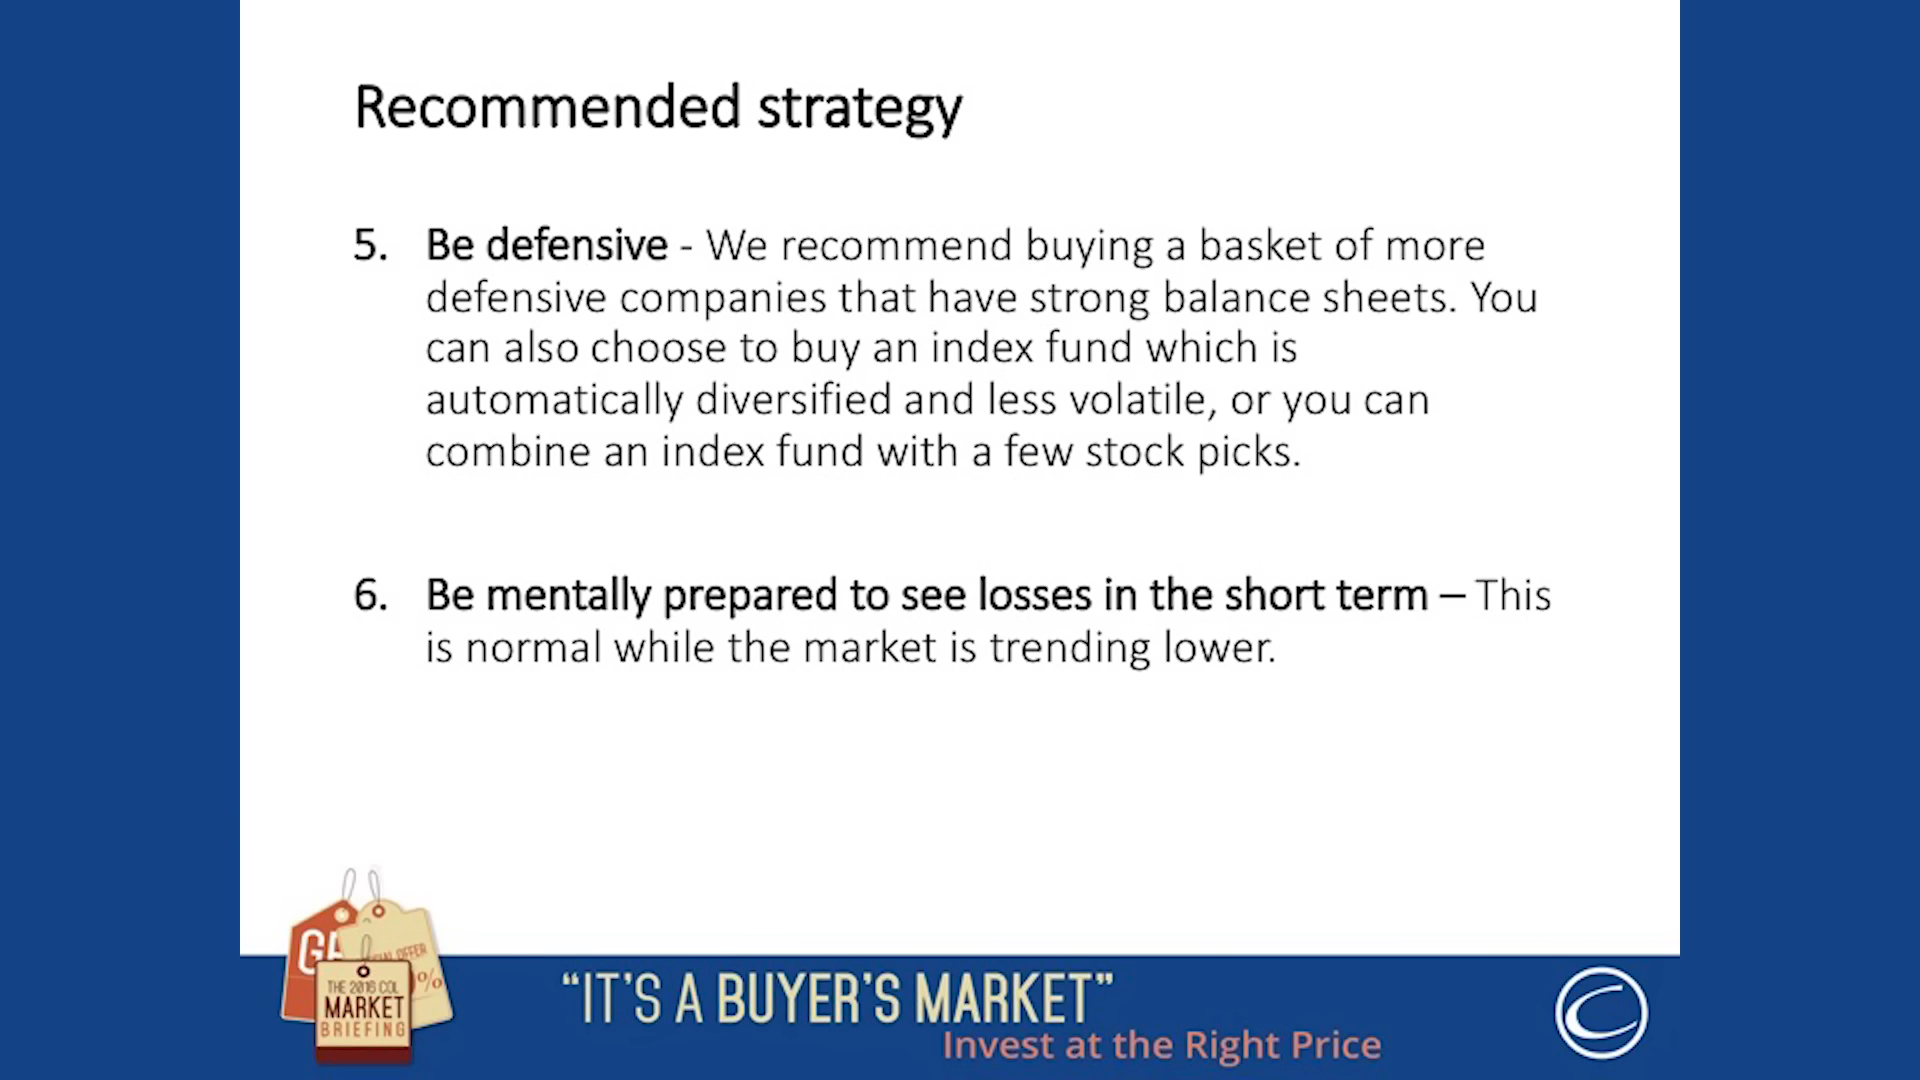 Recommended strategy
5. Be defensive - We recommend buying a basket of more
defensive companies that have strong balance sheets. You
can also choose to buy an index fund which is
automatically diversified and less volatile, or you can
combine an index fund with a few stock picks.
6. Be mentally prepared to see losses in the short term – This
is normal while the market is trending lower.
OFFER
%
THE 2016 COL
MARKET
BRIEFING
“IT’S A BUYER’S MARKET”
Invest at the Right Price